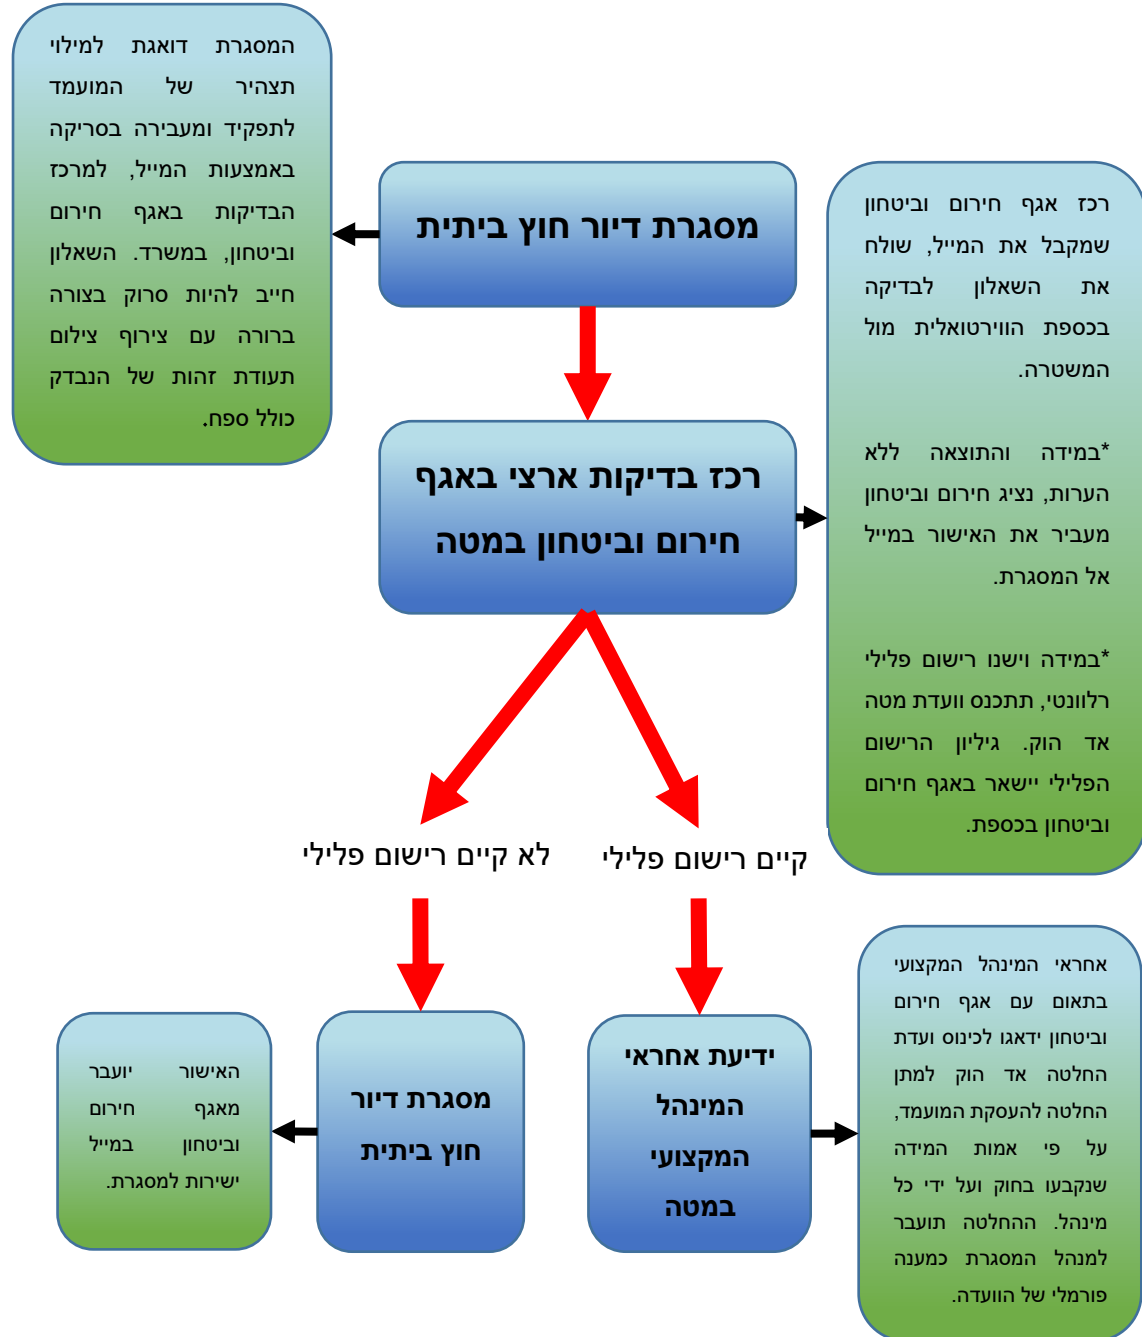 המסגרת דואגת למילוי
תצהיר של המועמד
לתפקיד ומעבירה בסריקה
באמצעות המייל, למרכז
הבדיקות באגף חירום
וביטחון, במשרד. השאלון
חייב להיות סרוק בצורה
ברורה עם צירוף צילום
תעודת זהות של הנבדק
כולל ספח.
מסגרת דיור חוץ ביתית
רכז אגף חירום וביטחון
שמקבל את המייל, שולח
את השאלון לבדיקה
בכספת הווירטואלית מול
המשטרה.
*במידה והתוצאה ללא
הערות, נציג חירום וביטחון
מעביר את האישור במייל
אל המסגרת.
*במידה וישנו רישום פלילי
רלוונטי, תתכנס וועדת מטה
אד הוק. גיליון הרישום
הפלילי יישאר באגף חירום
וביטחון בכספת.
רכז בדיקות ארצי באגף
חירום וביטחון במטה
קיים רישום פלילי
לא קיים רישום פלילי
אחראי המינהל המקצועי
בתאום עם אגף חירום
וביטחון ידאגו לכינוס ועדת
החלטה אד הוק למתן
החלטה להעסקת המועמד,
על פי אמות המידה
שנקבעו בחוק ועל ידי כל
מינהל. ההחלטה תועבר
למנהל המסגרת כמענה
פורמלי של הוועדה.
ידיעת אחראי
המינהל
המקצועי
במטה
מסגרת דיור
חוץ ביתית
האישור יועבר
מאגף חירום
וביטחון במייל
ישירות למסגרת.